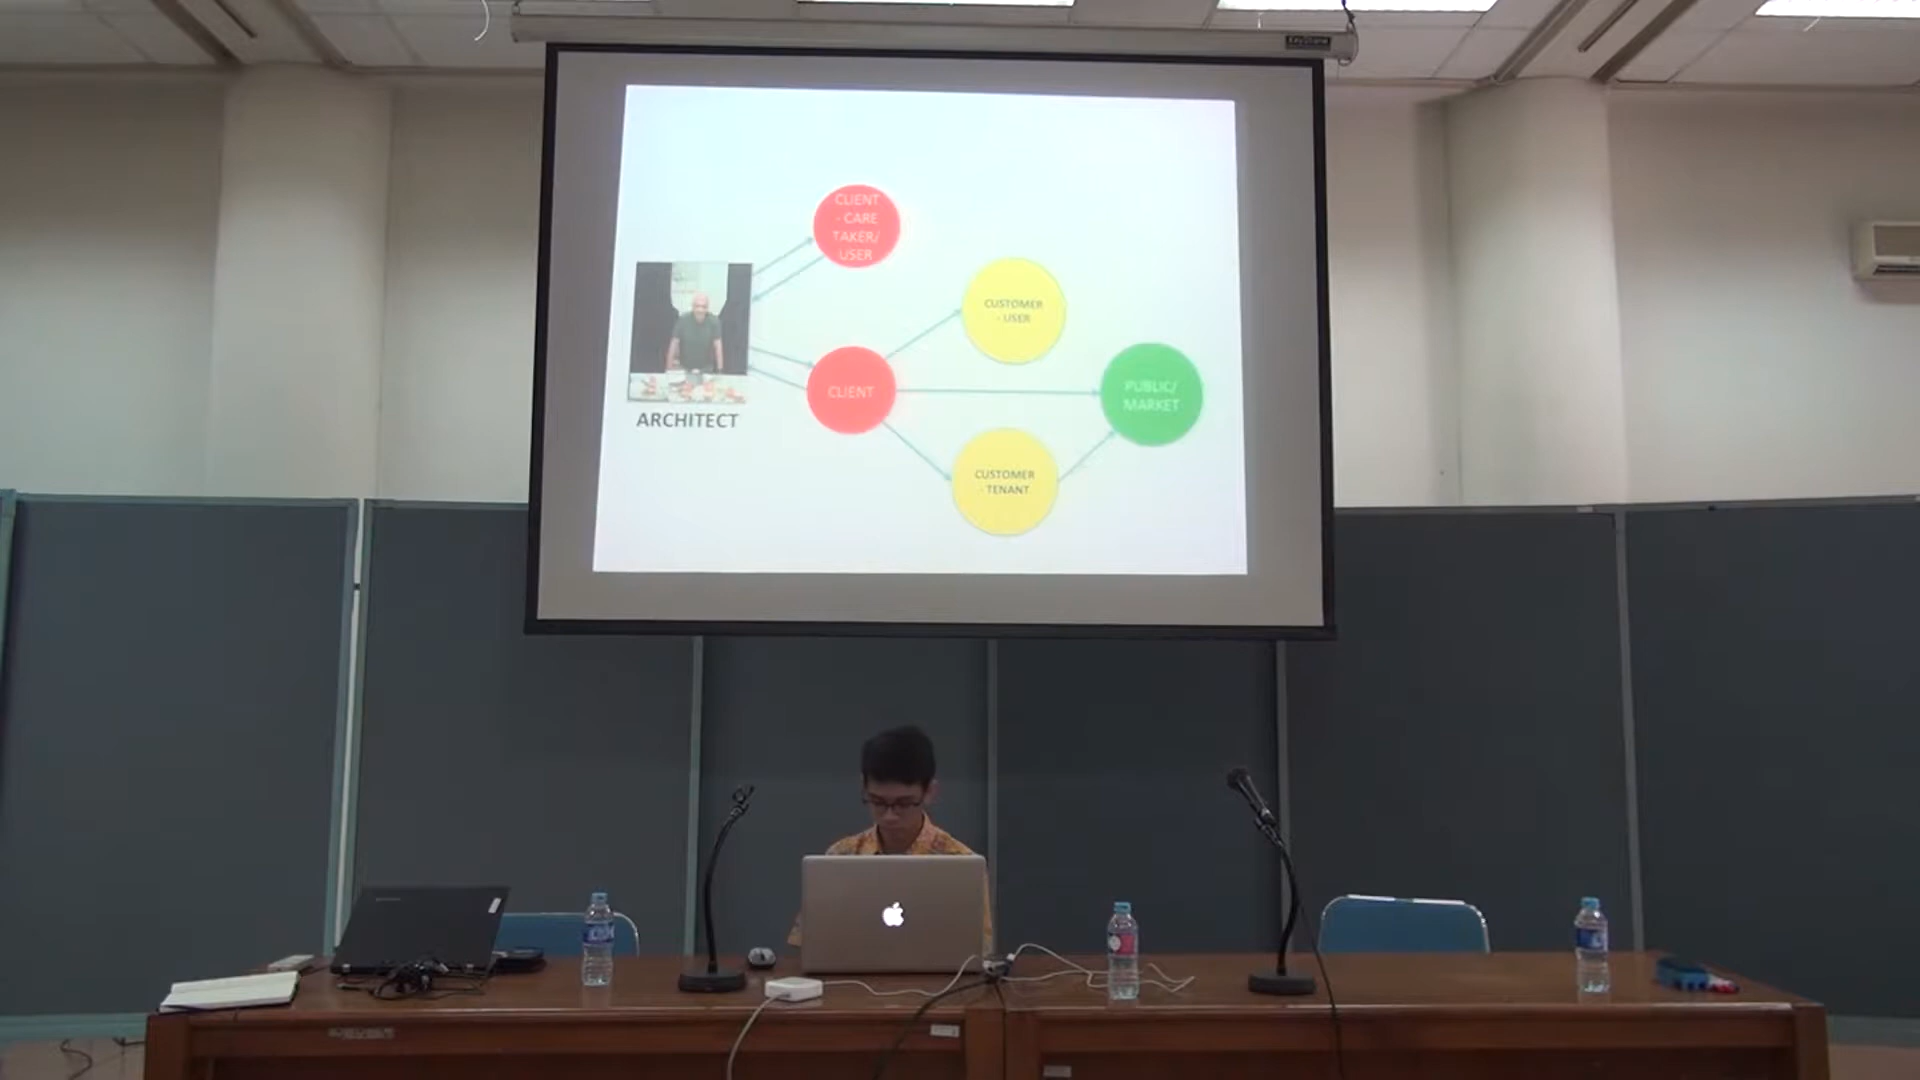 CLIENT
- CARE
TAKER/
USER
CUSTOMER
- USER
CLIENT
PUBLIC/
MARKET
ARCHITECT
CUSTOMER
- TENANT